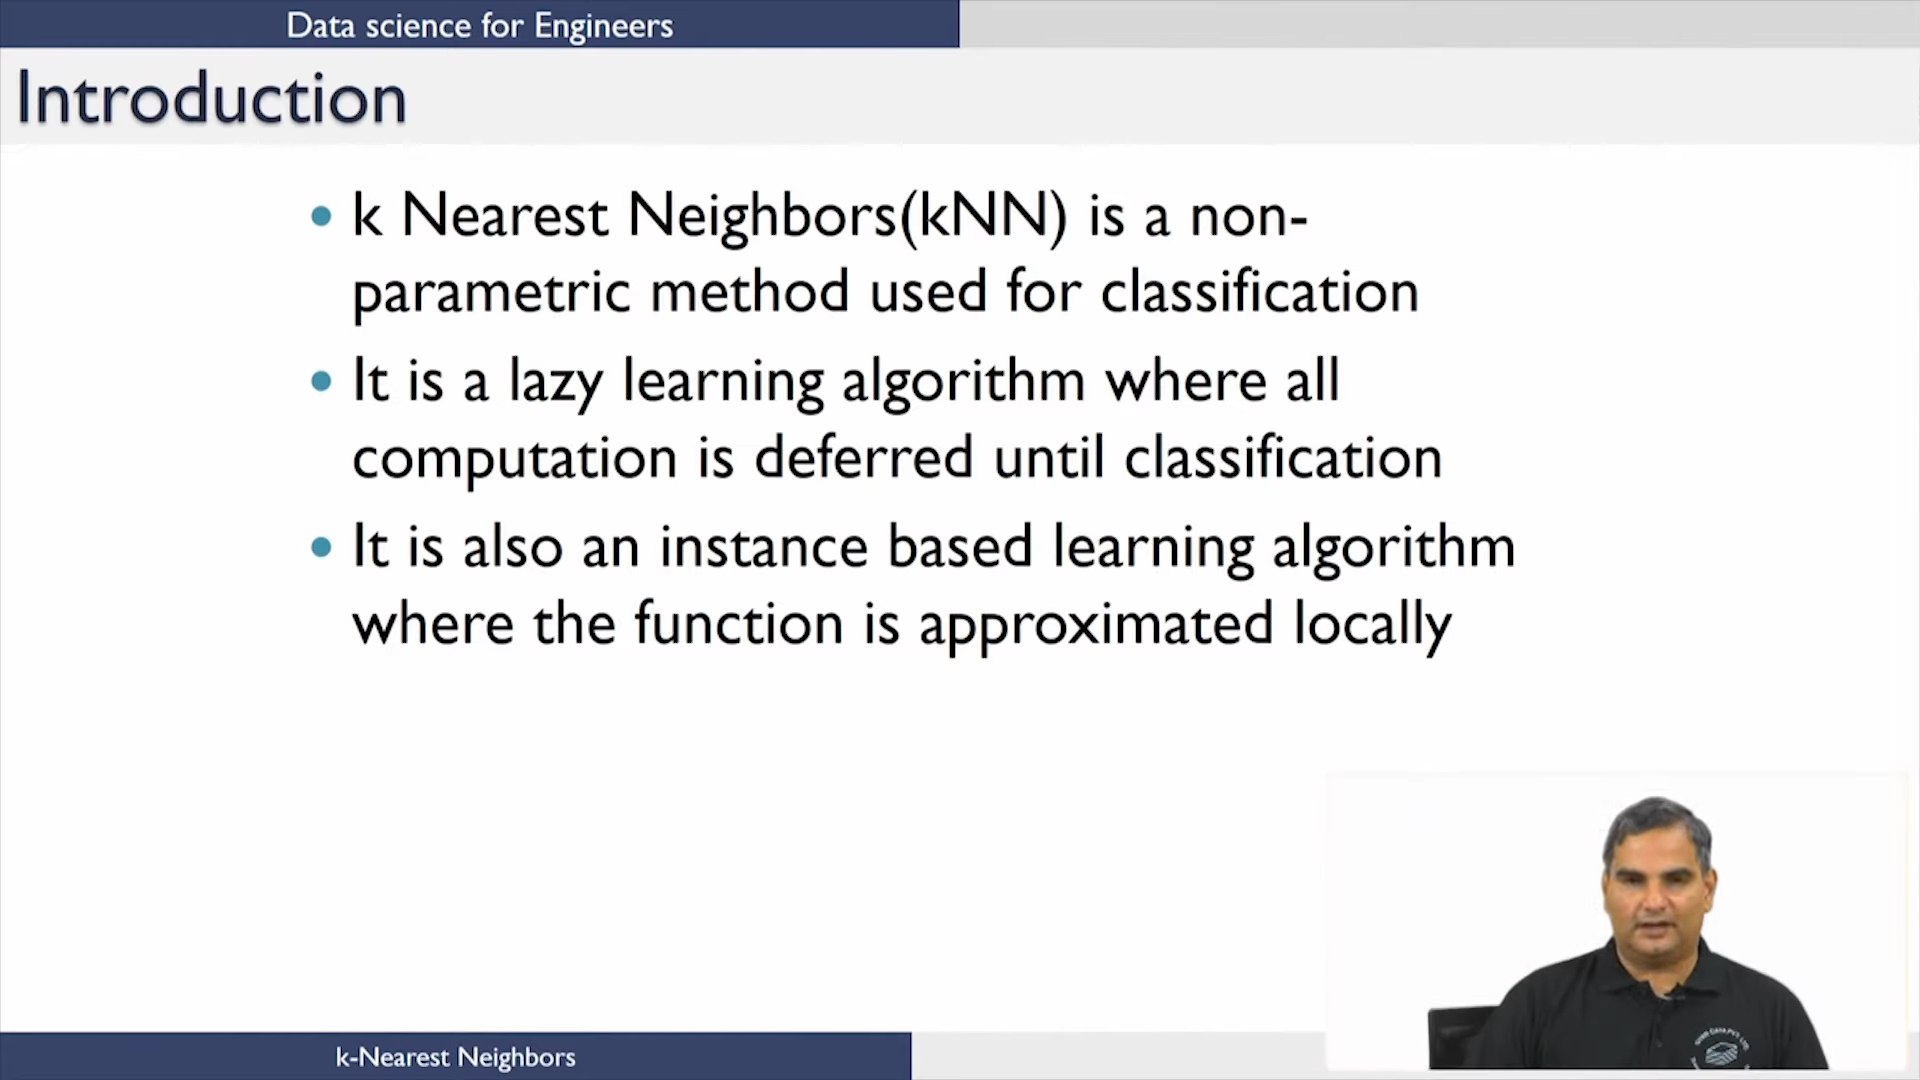 Data science for Engineers
Introduction
• k Nearest Neighbors(kNN) is a non-
parametric method used for classification
• It is a lazy learning algorithm where all
computation is deferred until classification
• It is also an instance based learning algorithm
where the function is approximated locally
k-Nearest Neighbors